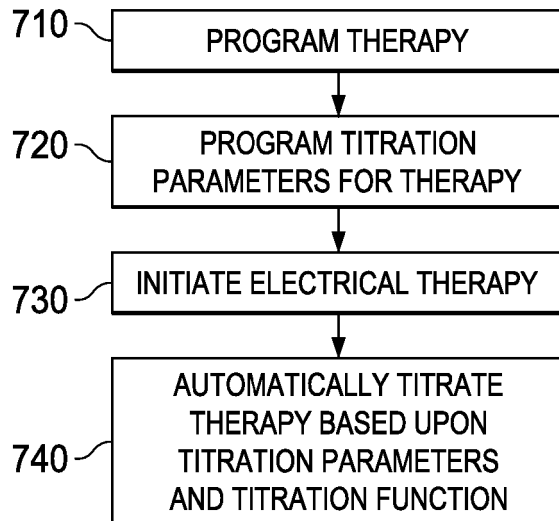 710
PROGRAM THERAPY
720
PROGRAM TITRATION
PARAMETERS FOR THERAPY
730
INITIATE ELECTRICAL THERAPY
740
AUTOMATICALLY TITRATE
THERAPY BASED UPON
TITRATION PARAMETERS
AND TITRATION FUNCTION